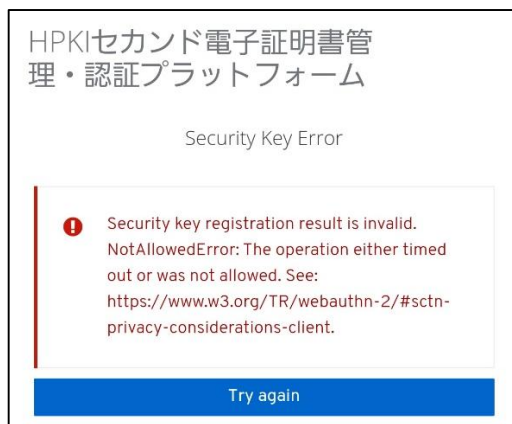 HPKIセカンド電子証明書管
理・認証プラットフォーム
Security Key Error
Security key registration result is invalid.
NotAllowedError: The operation either timed
out or was not allowed. See:
https://www.w3.org/TR/webauthn-2/#sctn-
privacy-considerations-client.
Try again